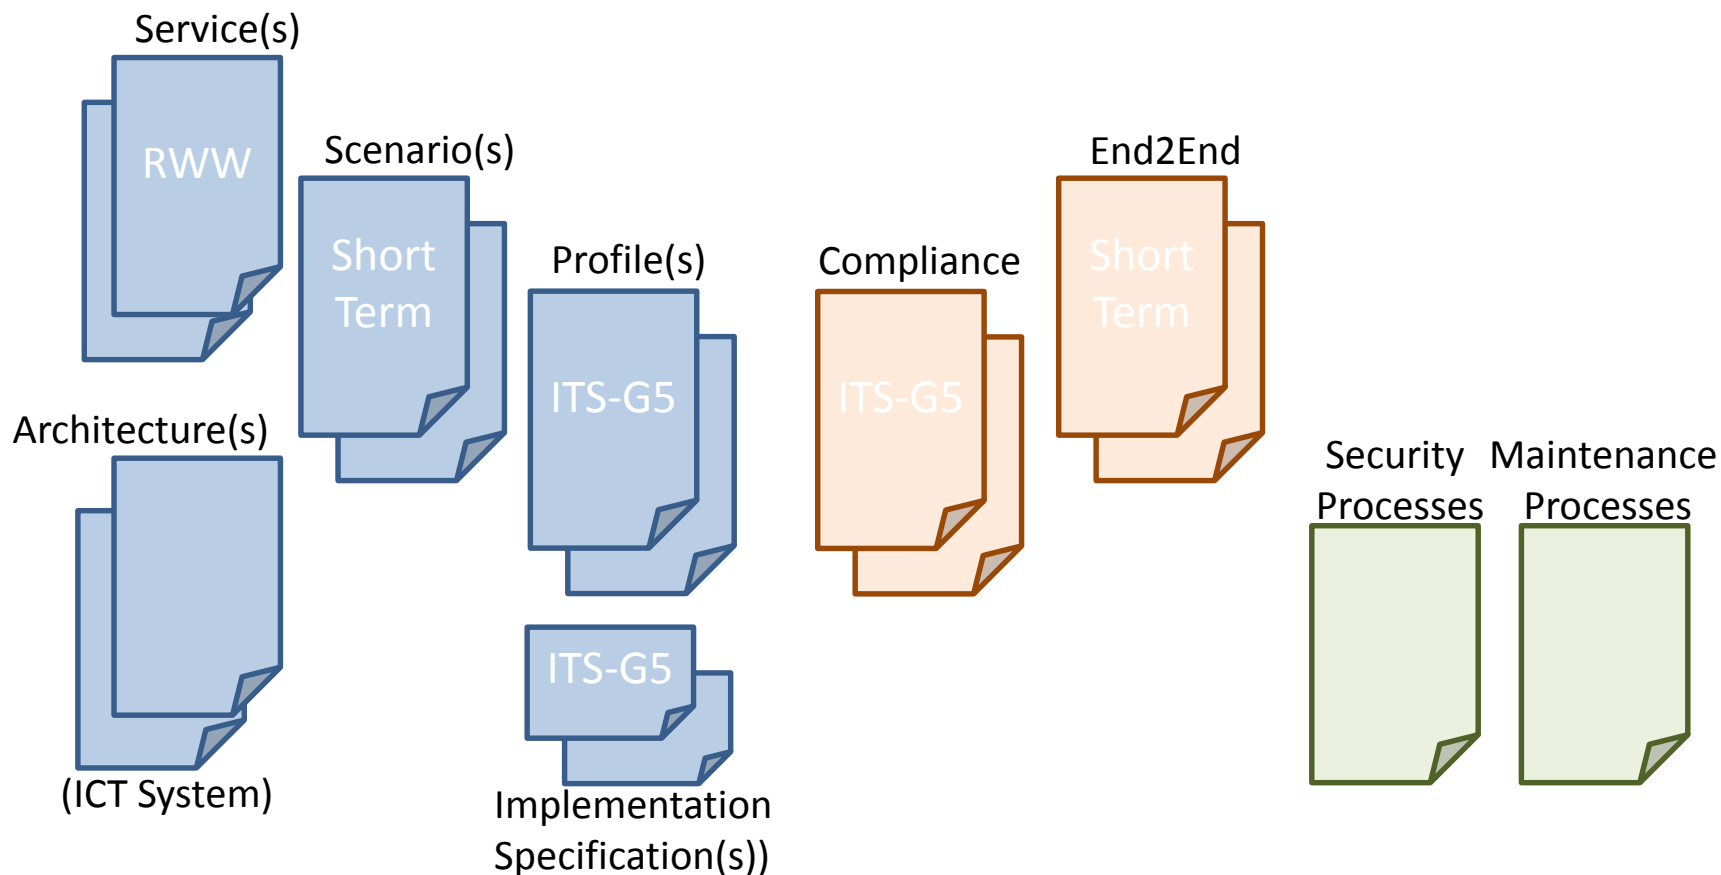 Service(s)
RWW
Scenario(s)
Short
Term
Profile(s)
ITS-G5
Compliance
ITS-G5
End2End
Short
Term
Architecture(s)
(ICT System)
ITS-G5
Implementation
Specification(s))
Security
Processes
Maintenance
Processes